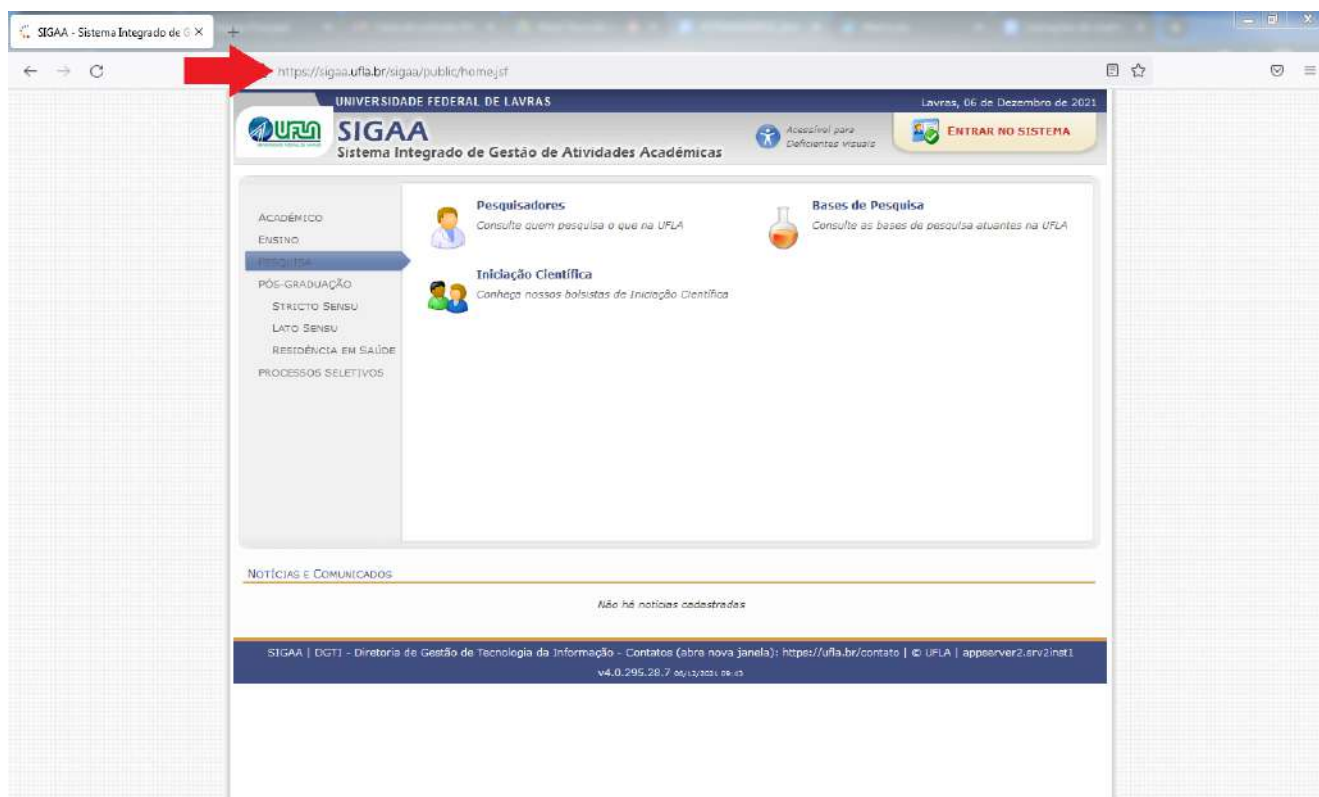 SIGAA - Sistema Integrado de G
https://sigaa.ufla.br/sigaa/public/home.jsf
UNIVERSIDADE FEDERAL DE LAVRAS
Lavras, 06 de Dezembro de 2021
UFLA
SIGAA
Sistema Integrado de Gestão de Atividades Acadêmicas
Acessível para
Deficientes visuais
ENTRAR NO SISTEMA
ACADÊMICO
ENSINO
PESQUISA
PÓS-GRADUAÇÃO
STRICTO SENSU
LATO SENSU
RESIDÊNCIA EM SAÚDE
PROCESSOS SELETIVOS
Pesquisadores
Consulte quem pesquisa o que na UFLA
Bases de Pesquisa
Consulte as bases de pesquisa atuantes na UFLA
Iniciação Científica
Conheça nossos bolsistas de Iniciação Científica
NOTÍCIAS E COMUNICADOS
Não há notícias cadastradas
SIGAA | DGTI - Diretoria de Gestão de Tecnologia da Informação - Contatos (abre nova janela): https://ufla.br/contato | © UFLA | appserver2.srv2inst1
v4.0.295.28.7